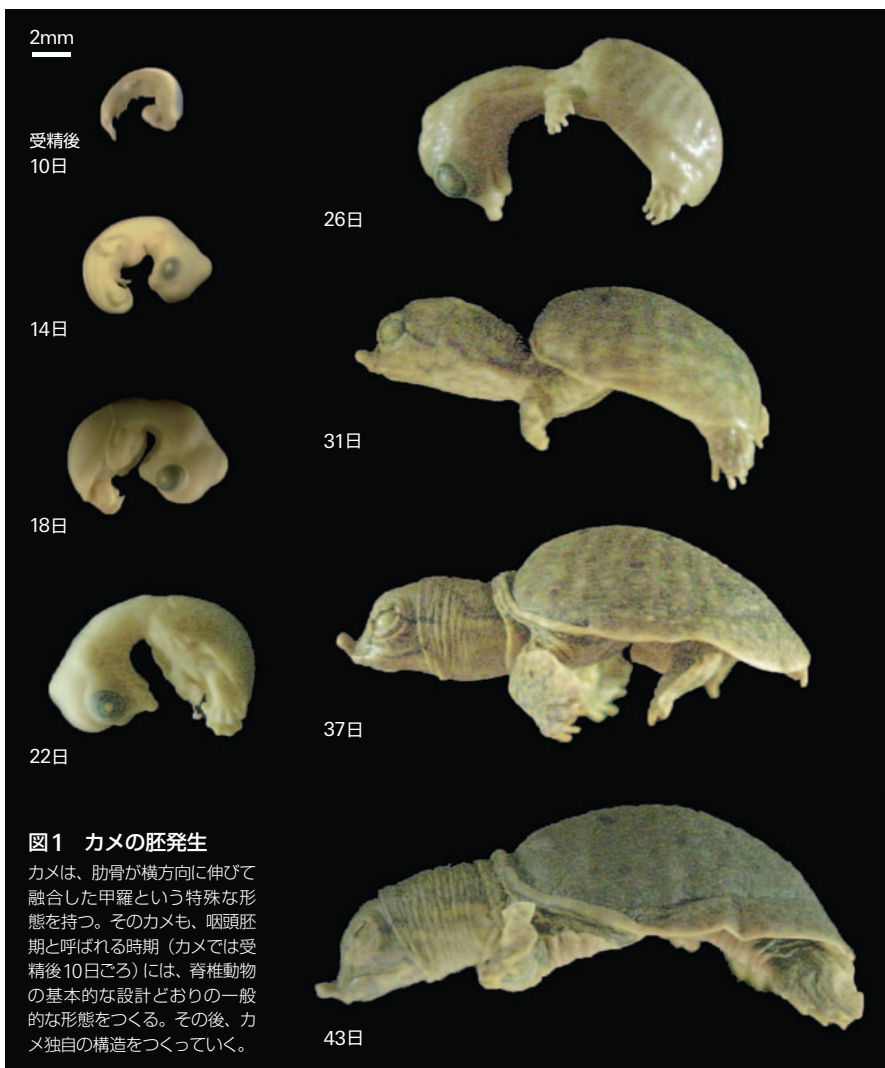 2mm
受精後
10日
14日
18日
22日
26日
31日
37日
43日
図1 カメの胚発生
カメは、肋骨が横方向に伸びて
融合した甲羅という特殊な形
態を持つ。そのカメも、咽頭胚
期と呼ばれる時期（カメでは受
精後10日ごろ）には、脊椎動物
の基本的な設計どおりの一般
的な形態をつくる。その後、カ
メ独自の構造をつくっていく。